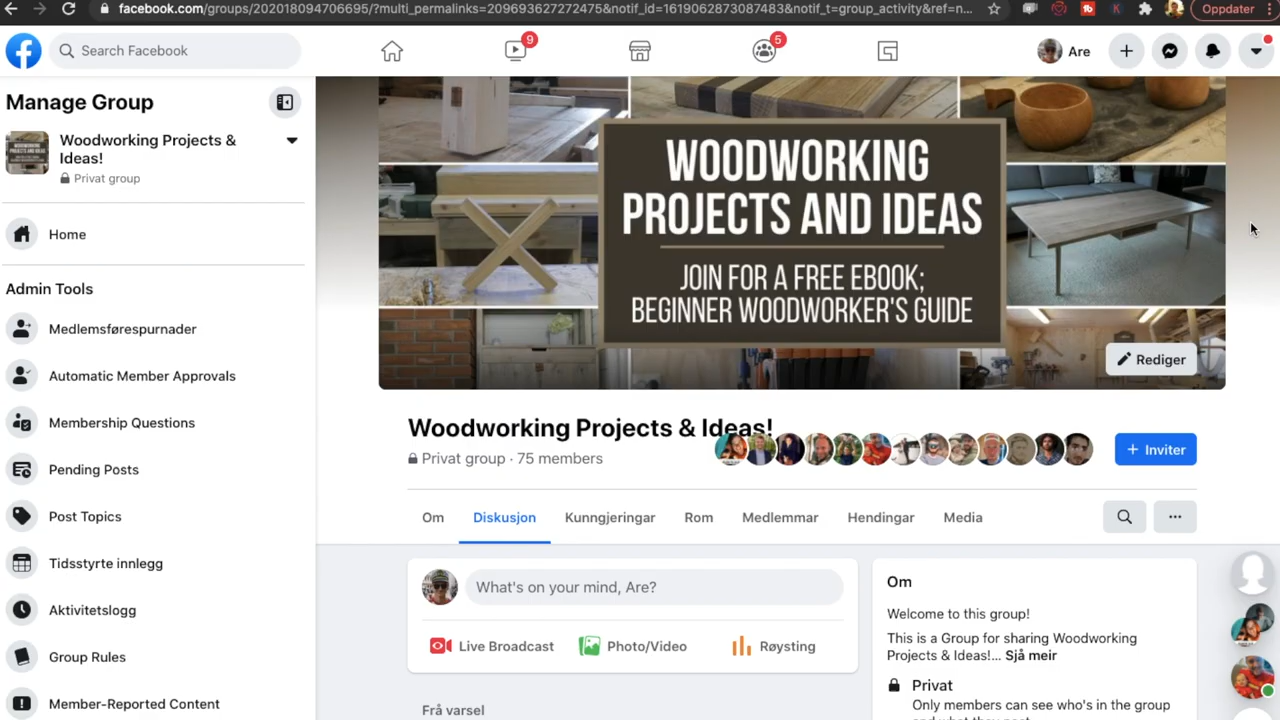 facebook.com/groups/202018094706695/?multi_permalinks=209693627272475&notif_id=1619062873087483&notif_t=group_activity&ref=n...
Oppdater
Search Facebook
9
5
Are
Manage Group
Woodworking Projects &
Ideas!
Privat group
Home
Admin Tools
Medlemsførespurnader
Automatic Member Approvals
Membership Questions
Pending Posts
Post Topics
Tidsstyrte innlegg
Aktivitetslogg
Group Rules
Member-Reported Content
WOODWORKING
PROJECTS AND IDEAS
JOIN FOR A FREE EBOOK;
BEGINNER WOODWORKER'S GUIDE
Rediger
Woodworking Projects & Ideas!
Privat group · 75 members
+ Inviter
Om
Diskusjon
Kunngjeringar
Rom
Medlemmar
Hendingar
Media
What's on your mind, Are?
Live Broadcast
Photo/Video
Røysting
Frå varsel
Om
Welcome to this group!
This is a Group for sharing Woodworking
Projects & Ideas!... Sjå meir
Privat
Only members can see who's in the group
and what they post.